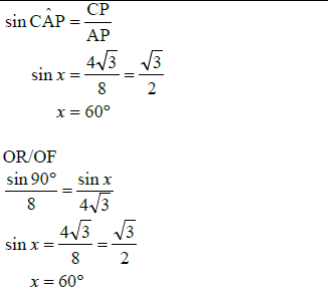 sin CÂP = CP/AP
sin x = 4√3/8 = √3/2
x = 60°
OR/OF
sin 90°/8 = sin x/4√3
sin x = 4√3/8 = √3/2
x = 60°